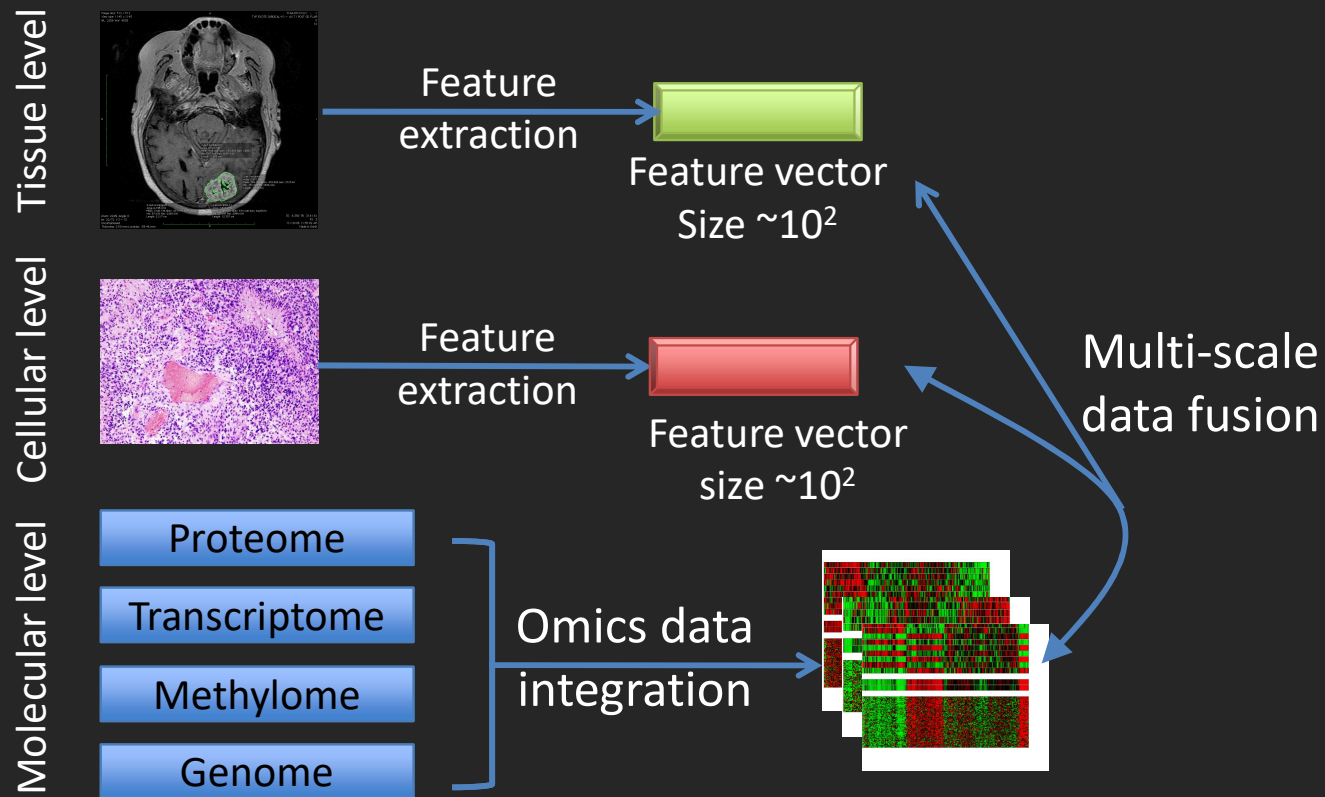 Tissue level
Feature
extraction
Feature vector
Size ~10²
Cellular level
Feature
extraction
Feature vector
size ~10²
Multi-scale
data fusion
Molecular level
Proteome
Transcriptome
Methylome
Genome
Omics data
integration